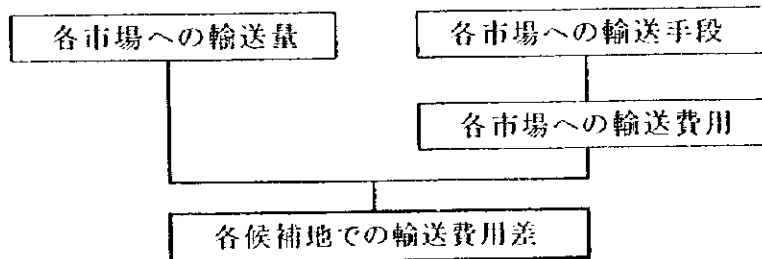 各市場への輸送量
各市場への輸送手段
各市場への輸送費用
各候補地での輸送費用差